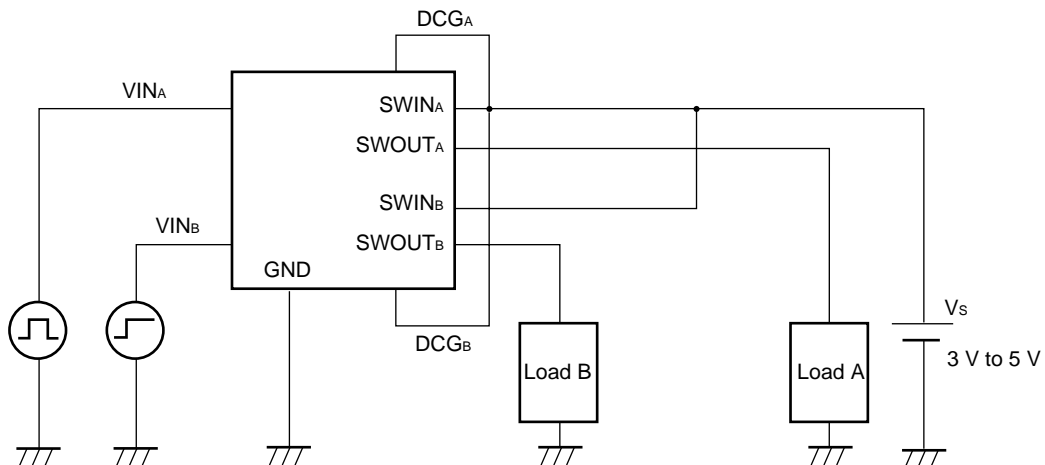 DCGA
VINA
SWINA
SWOUTA
SWINB
VINB
SWOUTB
GND
DCGB
VS
3 V to 5 V
Load B
Load A